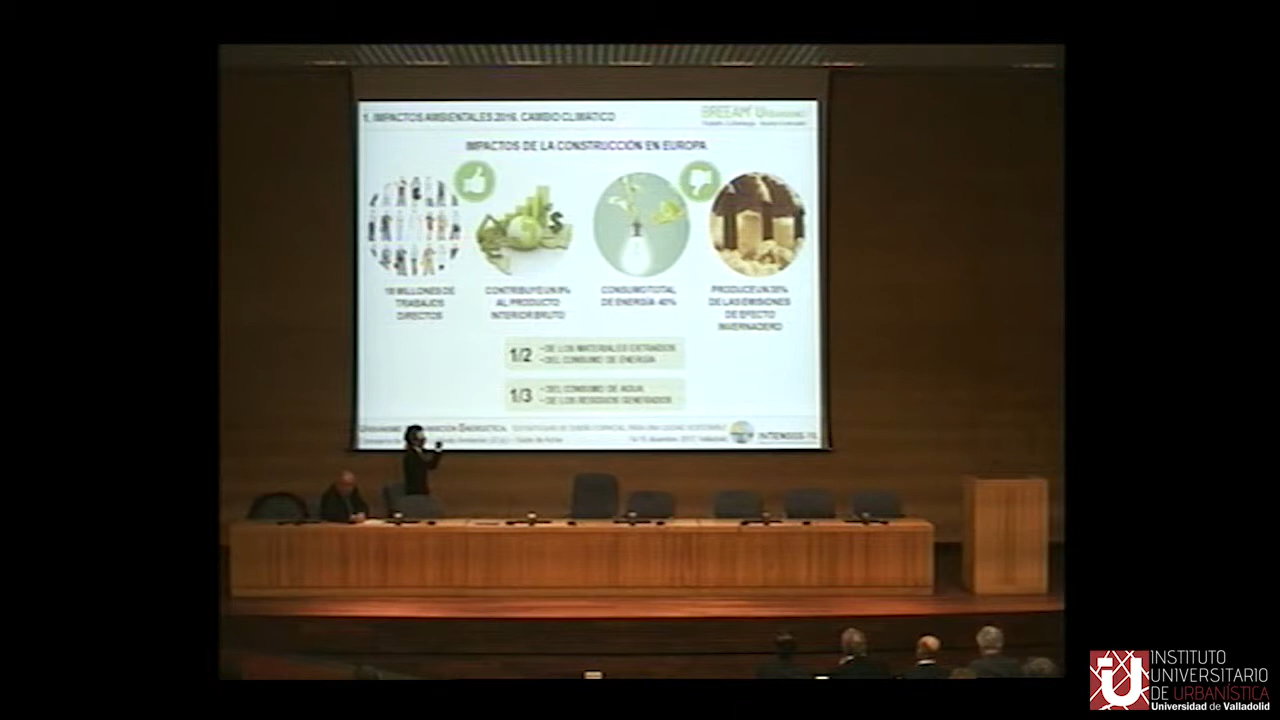 1. IMPACTOS AMBIENTALES 2016. CAMBIO CLIMÁTICO
BREEAM
IMPACTOS DE LA CONSTRUCCIÓN EN EUROPA
MILLONES DE
TRABAJOS
DIRECTOS
CONTRIBUYE UN
AL PRODUCTO
INTERIOR BRUTO
CONSUMO TOTAL
DE ENERGÍA 40%
PRODUCE UN
DE LAS EMISIONES
DE EFECTO
INVERNADERO
1/2
- DE LOS MATERIALES EXTRAIDOS
- DEL CONSUMO DE ENERGÍA
1/3
- DEL CONSUMO DE AGUA
- DE LOS RESIDUOS GENERADOS
ENERGÉTICA
INSTITUTO
UNIVERSITARIO
DE URBANÍSTICA
Universidad de Valladolid